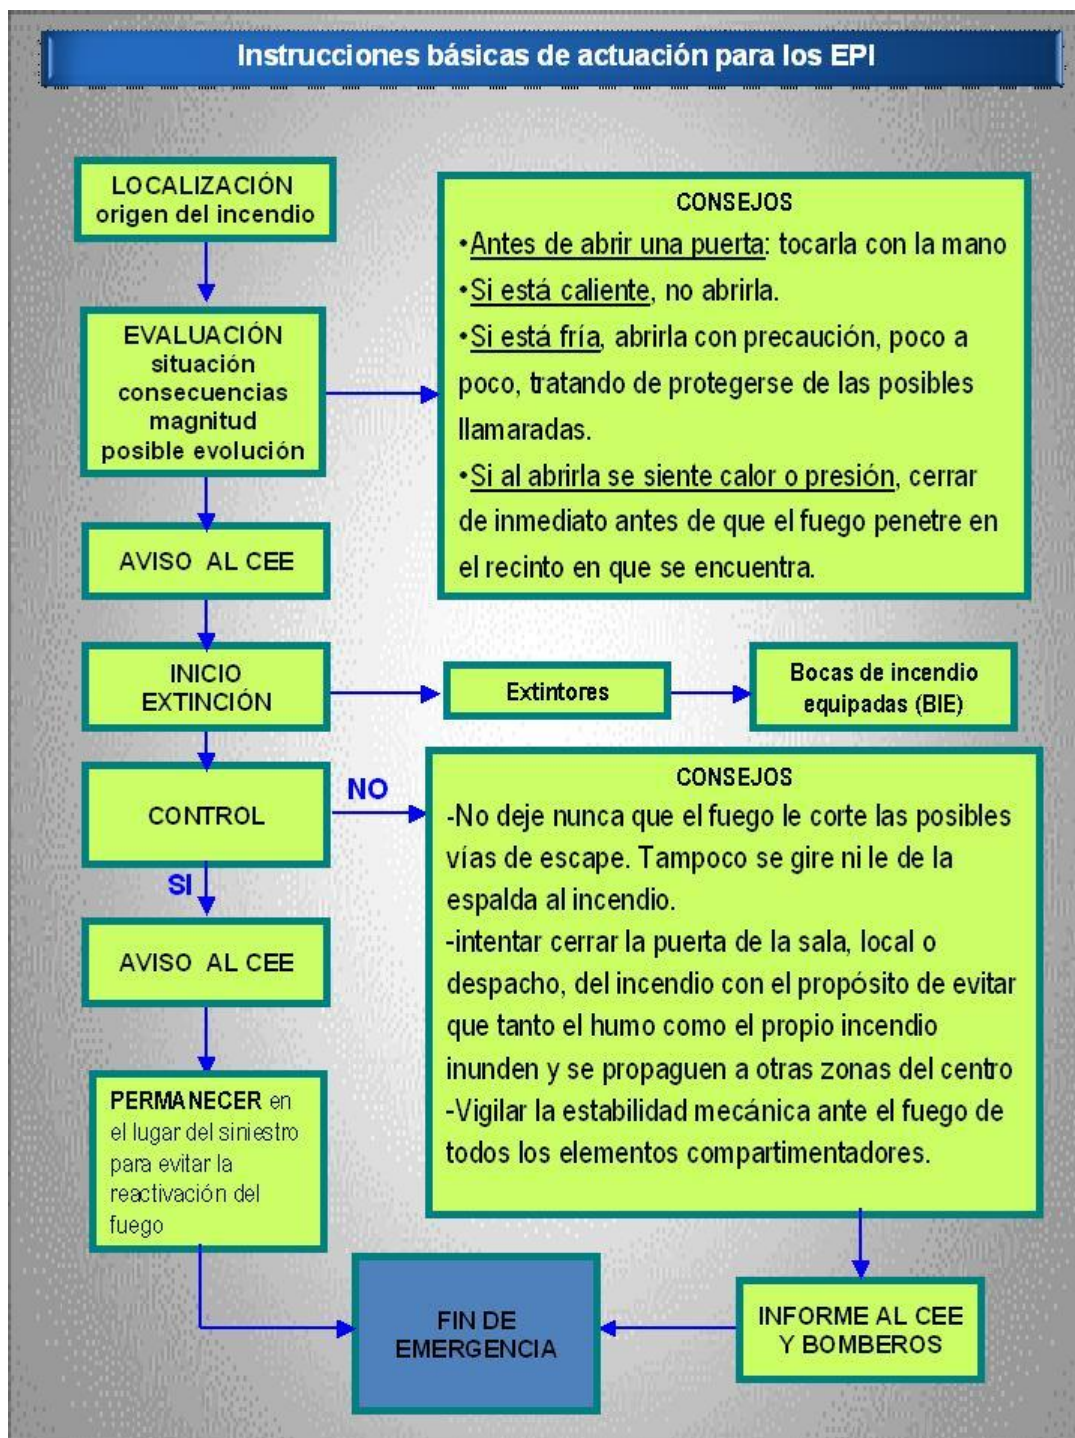 Instrucciones básicas de actuación para los EPI
LOCALIZACIÓN
origen del incendio
EVALUACIÓN
situación
consecuencias
magnitud
posible evolución
CONSEJOS
•Antes de abrir una puerta: tocarla con la mano
•Si está caliente, no abrirla.
•Si está fría, abrirla con precaución, poco a
poco, tratando de protegerse de las posibles
llamaradas.
•Si al abrirla se siente calor o presión, cerrar
de inmediato antes de que el fuego penetre en
el recinto en que se encuentra.
AVISO AL CEE
INICIO
EXTINCIÓN
Extintores
Bocas de incendio
equipadas (BIE)
CONTROL
NO
SI
CONSEJOS
-No deje nunca que el fuego le corte las posibles
vías de escape. Tampoco se gire ni le de la
espalda al incendio.
-intentar cerrar la puerta de la sala, local o
despacho, del incendio con el propósito de evitar
que tanto el humo como el propio incendio
inunden y se propaguen a otras zonas del centro
-Vigilar la estabilidad mecánica ante el fuego de
todos los elementos compartimentadores.
AVISO AL CEE
PERMANECER en
el lugar del siniestro
para evitar la
reactivación del
fuego
FIN DE
EMERGENCIA
INFORME AL CEE
Y BOMBEROS